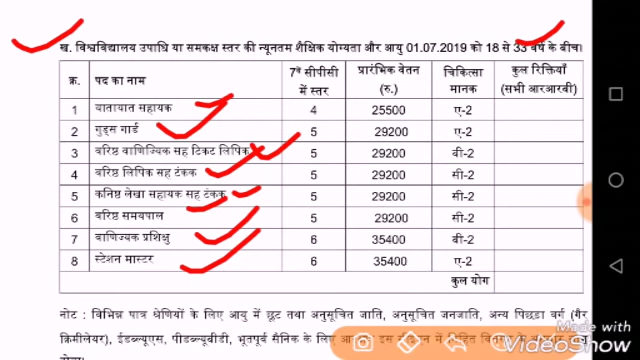 ख. विश्वविद्यालय उपाधि या समकक्ष स्तर की न्यूनतम शैक्षिक योग्यता और आयु 01.07.2019 को 18 से 33 वर्ष के बीच।
क्र. पद का नाम 7वें सीपीसी में स्तर प्रारंभिक वेतन (रु.) चिकित्सा मानक कुल रिक्तियाँ (सभी आरआरबी)
1 यातायात सहायक 4 25500 ए-2
2 गुड्स गार्ड 5 29200 ए-2
3 वरिष्ठ वाणिज्यिक सह टिकट लिपिक 5 29200 बी-2
4 वरिष्ठ लिपिक सह टंकक 5 29200 सी-2
5 कनिष्ठ लेखा सहायक सह टंकक 5 29200 सी-2
6 वरिष्ठ समयपाल 5 29200 सी-2
7 वाणिज्यक प्रशिक्षु 6 35400 बी-2
8 स्टेशन मास्टर 6 35400 ए-2
कुल योग
नोट : विभिन्न पात्र श्रेणियों के लिए आयु में छूट तथा अनुसूचित जाति, अनुसूचित जनजाति, अन्य पिछड़ा वर्ग (गैर
क्रिमीलेयर), ईडब्ल्यूएस, पीडब्ल्यूबीडी, भूतपूर्व सैनिक के लिए
Made with
VideoShow